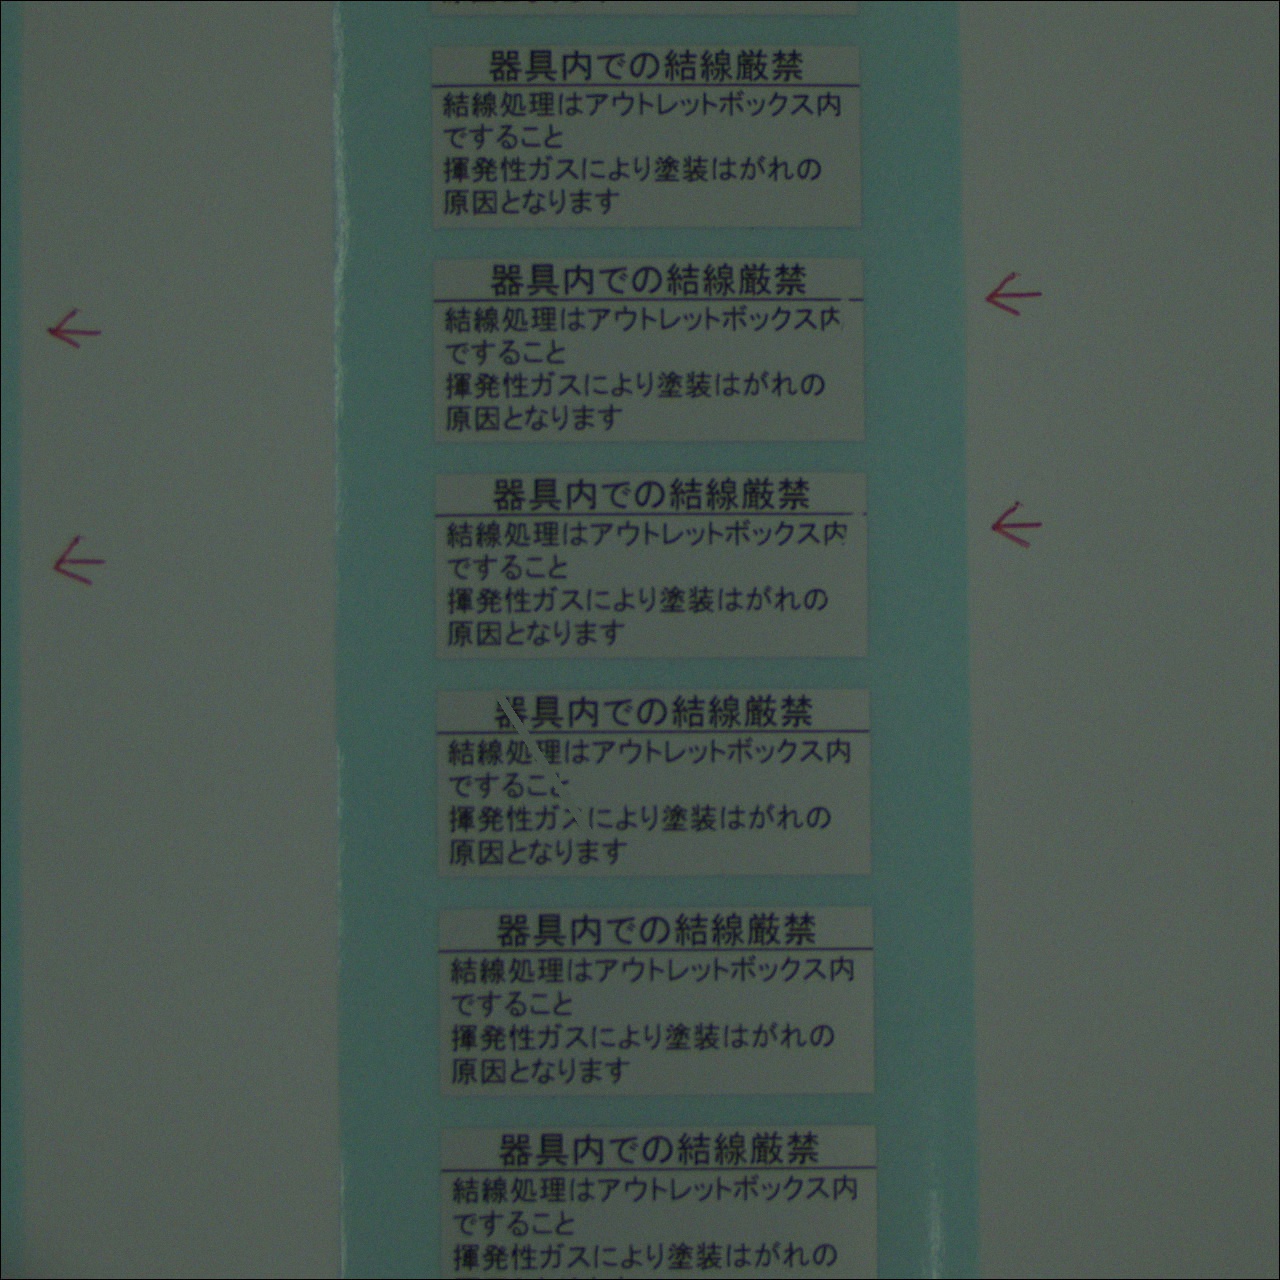 器具内での結線厳禁
結線処理はアウトレットボックス内
ですること
揮発性ガスにより塗装はがれの
原因となります
器具内での結線厳禁
結線処理はアウトレットボックス内
ですること
揮発性ガスにより塗装はがれの
原因となります
器具内での結線厳禁
結線処理はアウトレットボックス内
ですること
揮発性ガスにより塗装はがれの
原因となります
器具内での結線厳禁
結線処理はアウトレットボックス内
ですること
揮発性ガスにより塗装はがれの
原因となります
器具内での結線厳禁
結線処理はアウトレットボックス内
ですること
揮発性ガスにより塗装はがれの
原因となります
器具内での結線厳禁
結線処理はアウトレットボックス内
ですること
揮発性ガスにより塗装はがれの